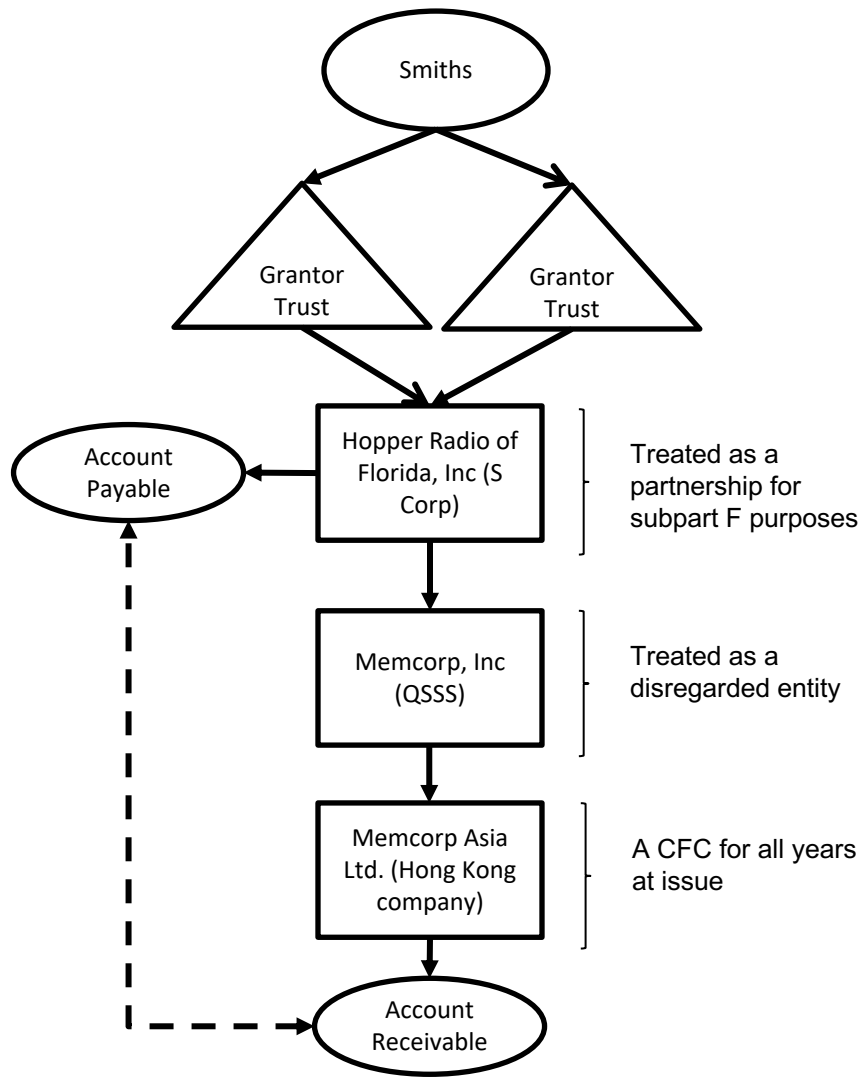 Smiths
Grantor
Trust
Grantor
Trust
Hopper Radio of
Florida, Inc (S
Corp)
Account
Payable
Treated as a
partnership for
subpart F purposes
Memcorp, Inc
(QSSS)
Treated as a
disregarded entity
Memcorp Asia
Ltd. (Hong Kong
company)
A CFC for all years
at issue
Account
Receivable